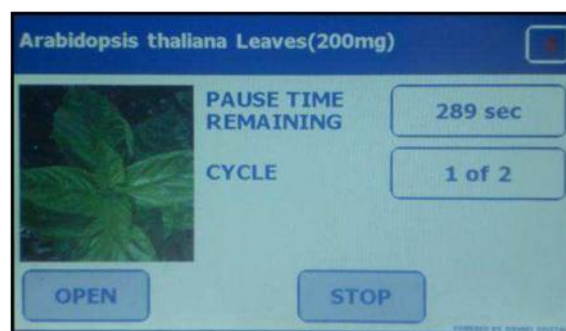 Arabidopsis thaliana Leaves(200mg)
PAUSE TIME
REMAINING
289 sec
CYCLE
1 of 2
OPEN
STOP